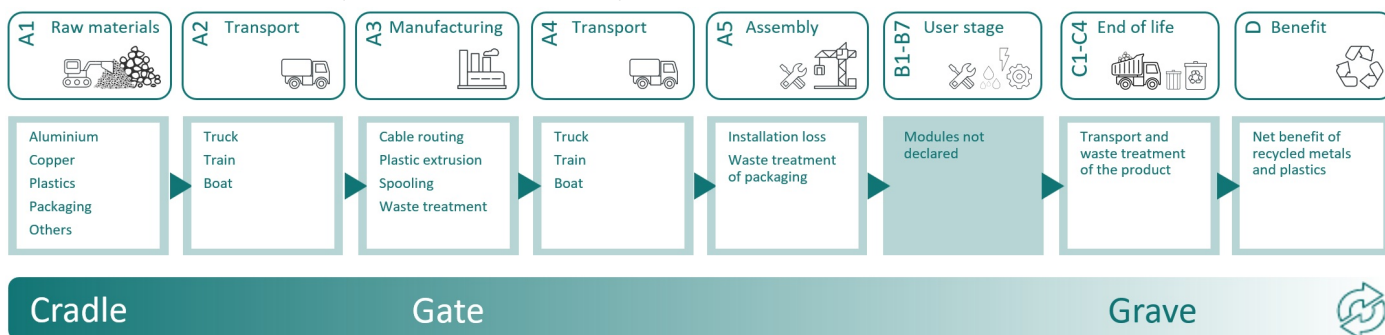 A1 Raw materials
A2 Transport
A3 Manufacturing
A4 Transport
A5 Assembly
B1-B7 User stage
C1-C4 End of life
D Benefit
Aluminium
Copper
Plastics
Packaging
Others
Truck
Train
Boat
Cable routing
Plastic extrusion
Spooling
Waste treatment
Truck
Train
Boat
Installation loss
Waste treatment
of packaging
Modules not
declared
Transport and
waste treatment
of the product
Net benefit of
recycled metals
and plastics
Cradle
Gate
Grave